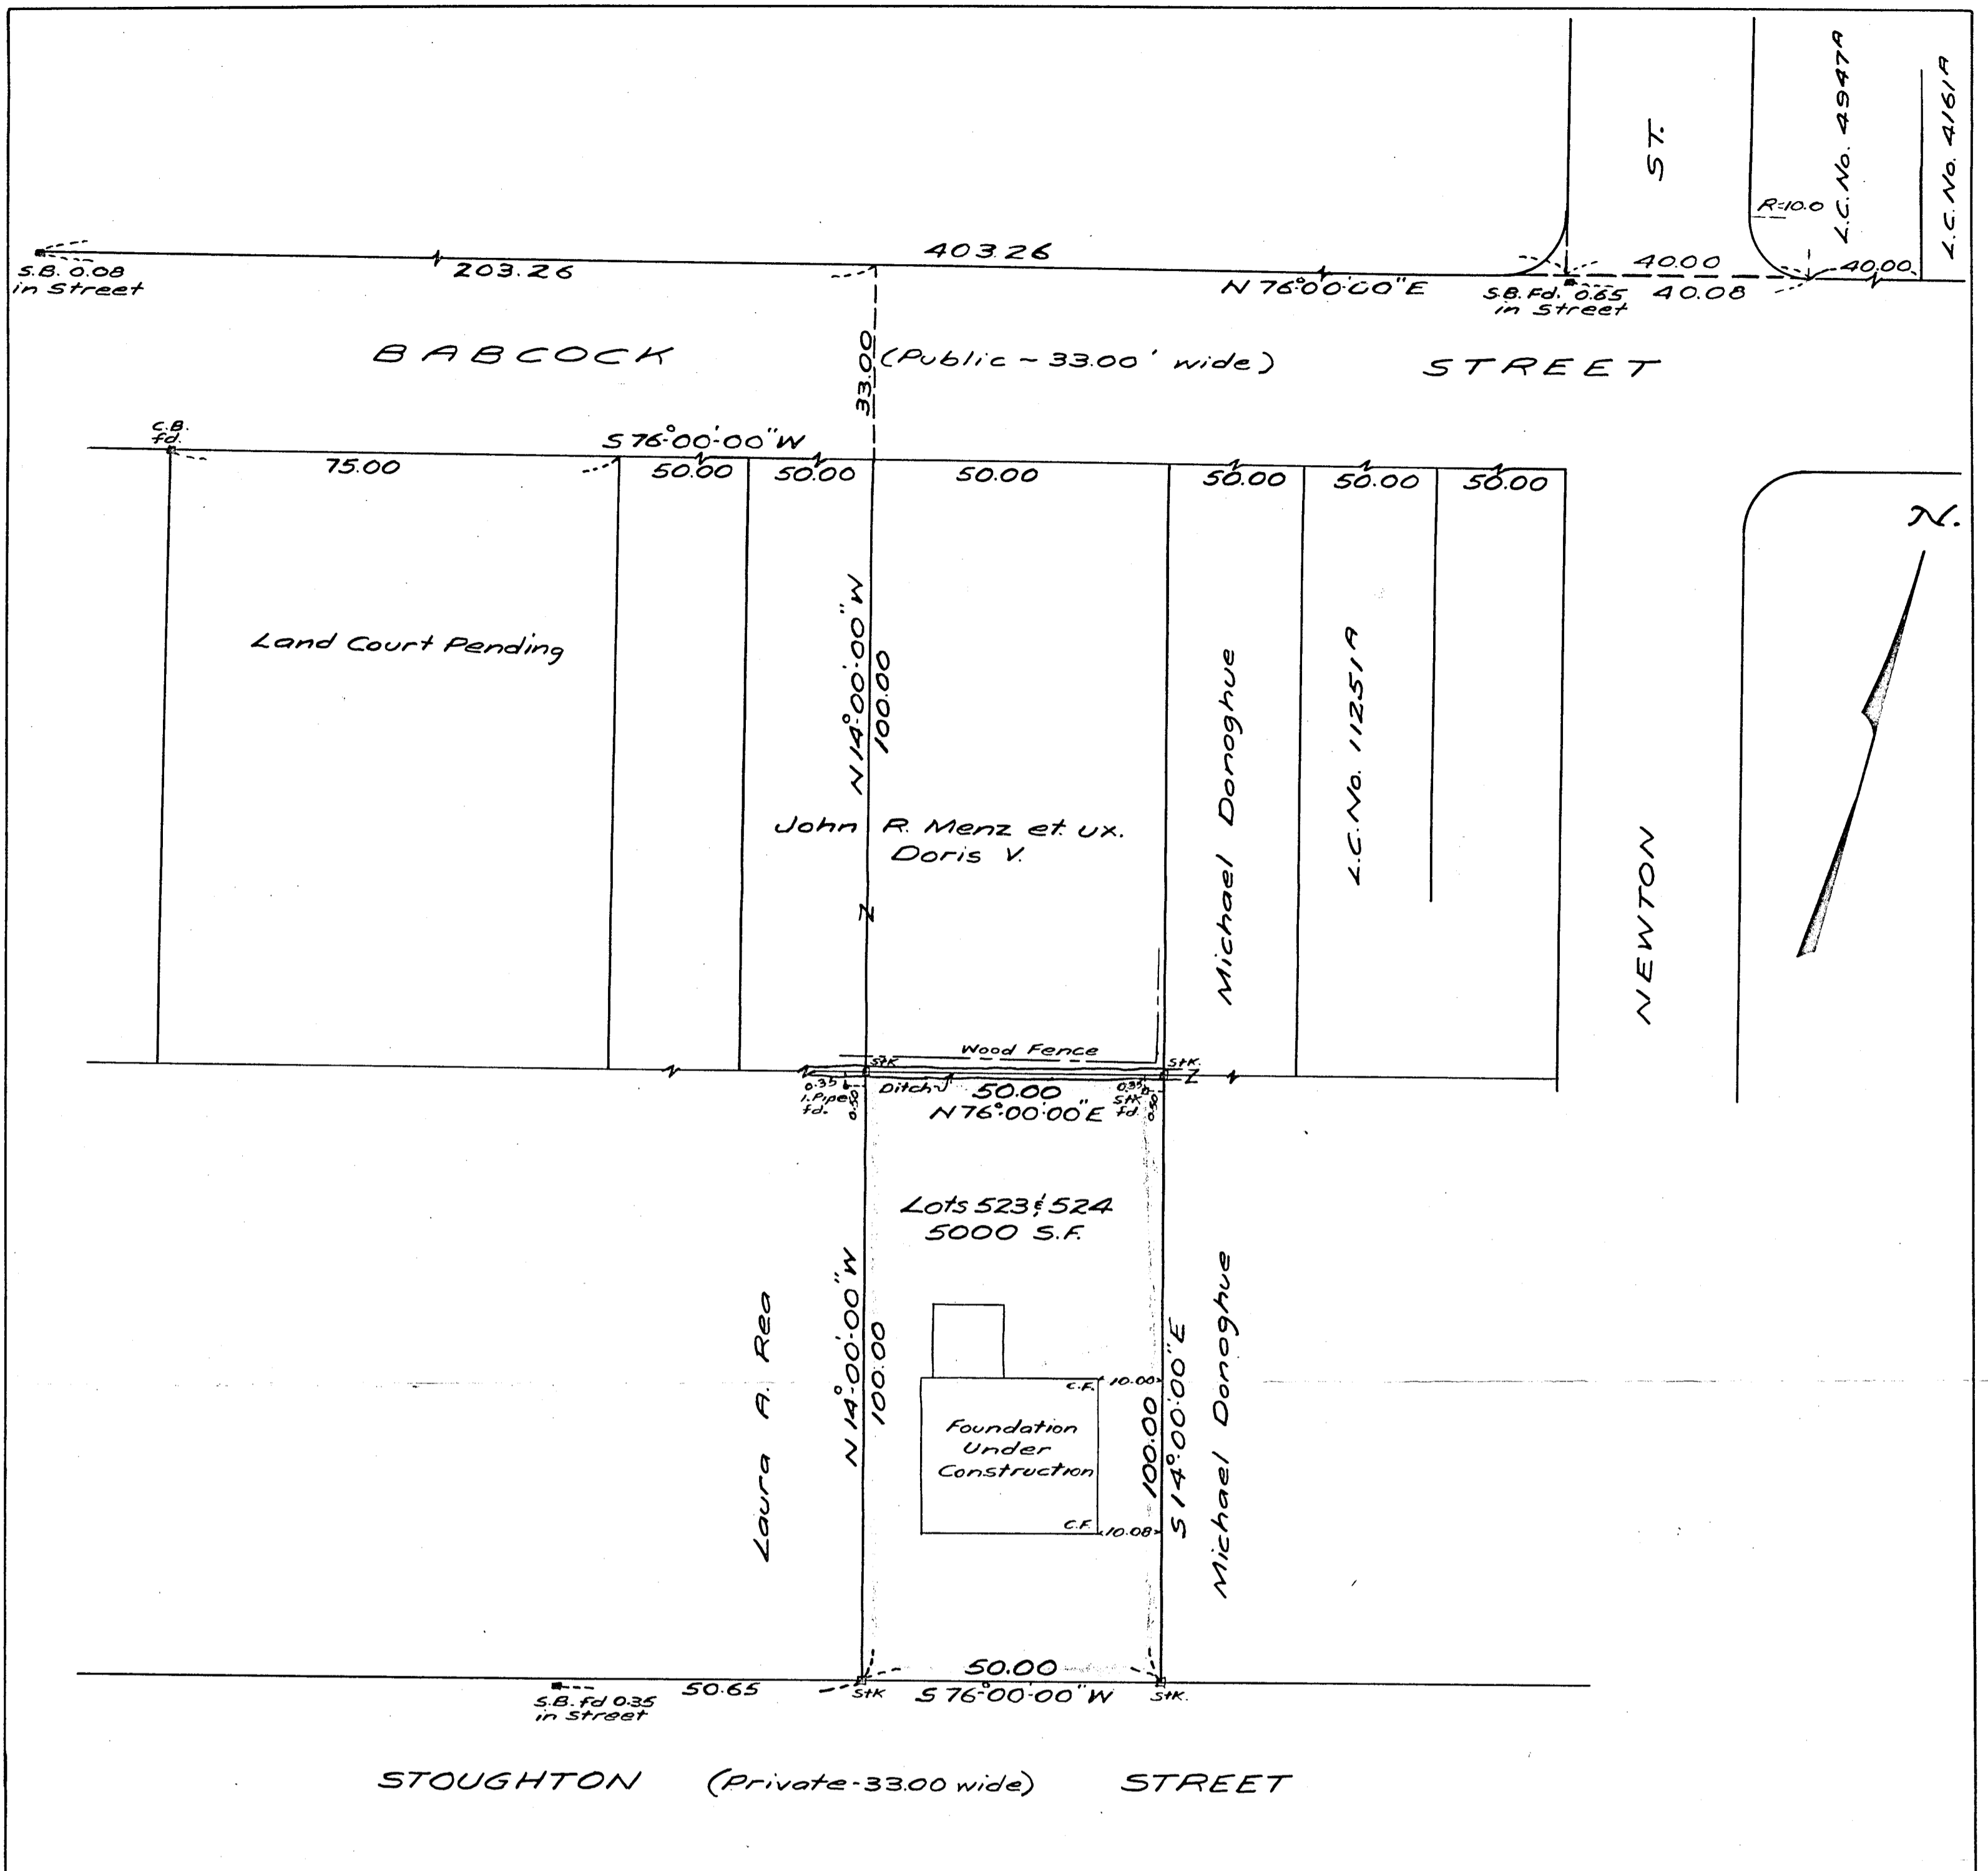 ST.
L.C. No. 4947A
L.C. No. 4161A
R=10.0
403.26
203.26
S.B. 0.08
in Street
N 76°00'00"E
S.B. Fd. 0.65
in Street
40.00
40.08
40.00
BABCOCK (Public ~ 33.00' wide) STREET
33.00
C.B.
fd.
S 76°00'00"W
75.00
50.00
50.00
50.00
50.00
50.00
50.00
N.
Land Court Pending
N 14°00'00"W
100.00
John R. Menz et. ux.
Doris V.
Michael Donoghue
L.C. No. 11251A
NEWTON
Wood Fence
Stk
Stk.
0.35
I. Pipe
fd.
0.50
Ditch
50.00
N 76°00'00"E
0.35
Stk
fd.
0.50
Lots 523 & 524
5000 S.F.
Laura A. Rea
N 14°00'00"W
100.00
C.F.
10.00
Foundation
Under
Construction
C.F.
10.08
100.00
S 14°00'00"E
Michael Donoghue
50.00
S.B. fd 0.35
in Street
50.65
Stk
S 76°00'00"W
Stk.
STOUGHTON (Private-33.00 wide) STREET